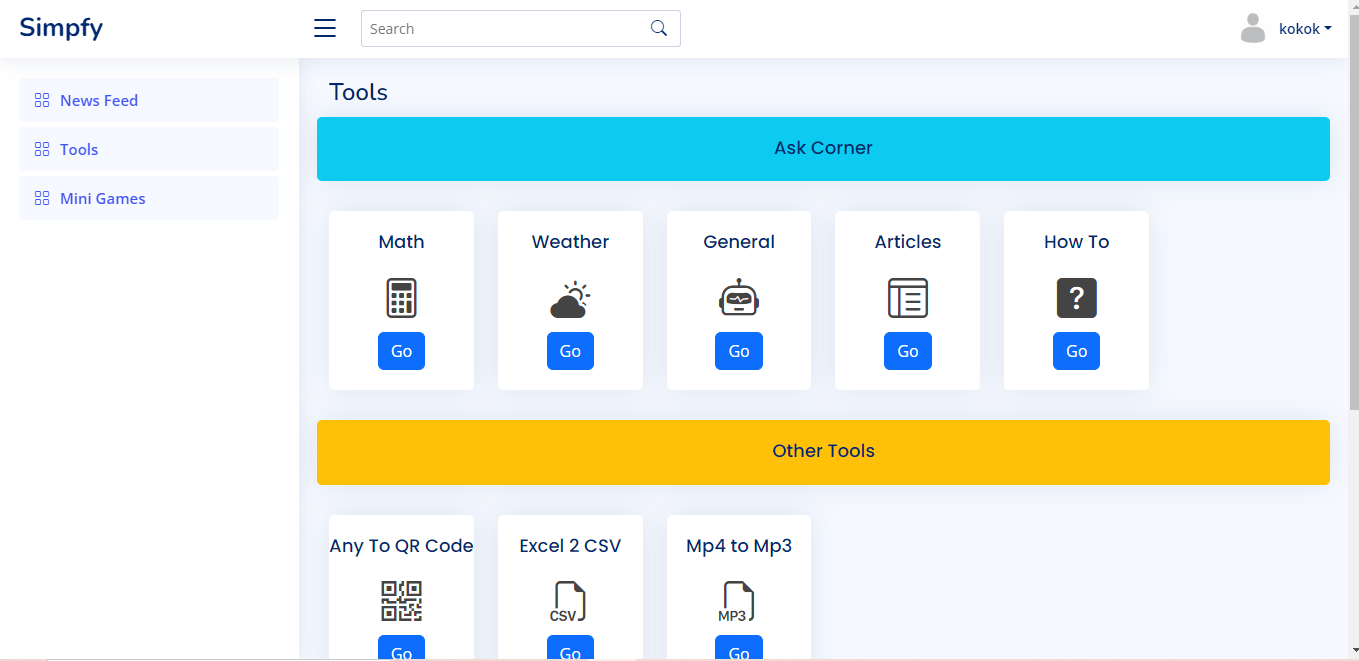 Simpfy
Search
kokok
News Feed
Tools
Mini Games
Tools
Ask Corner
Math
Weather
General
Articles
How To
?
Go
Go
Go
Go
Go
Other Tools
Any To QR Code
Excel 2 CSV
Mp4 to Mp3
CSV
MP3
Go
Go
Go